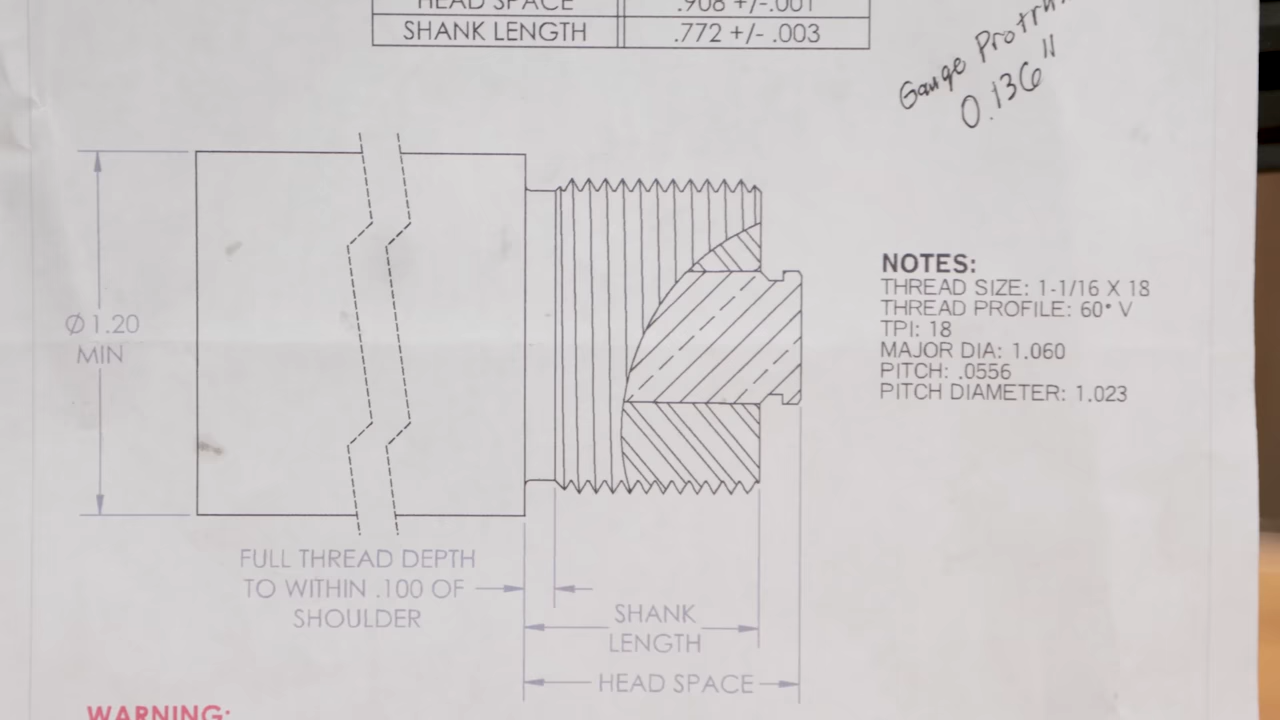 HEAD SPACE .908 +/-.001
SHANK LENGTH .772 +/- .003
Gauge
0.136"
Ø 1.20
MIN
NOTES:
THREAD SIZE: 1-1/16 X 18
THREAD PROFILE: 60° V
TPI: 18
MAJOR DIA: 1.060
PITCH: .0556
PITCH DIAMETER: 1.023
FULL THREAD DEPTH
TO WITHIN .100 OF
SHOULDER
SHANK
LENGTH
HEAD SPACE
WARNING: